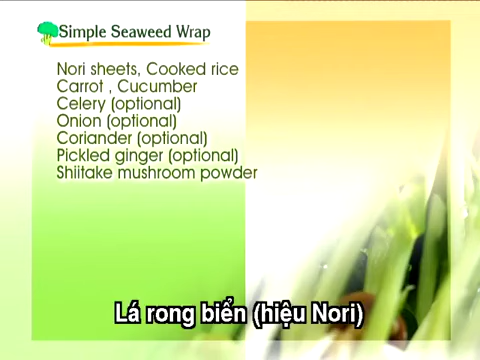 Simple Seaweed Wrap
Nori sheets, Cooked rice
Carrot , Cucumber
Celery (optional)
Onion (optional)
Coriander (optional)
Pickled ginger (optional)
Shiitake mushroom powder
Lá rong biển (hiệu Nori)